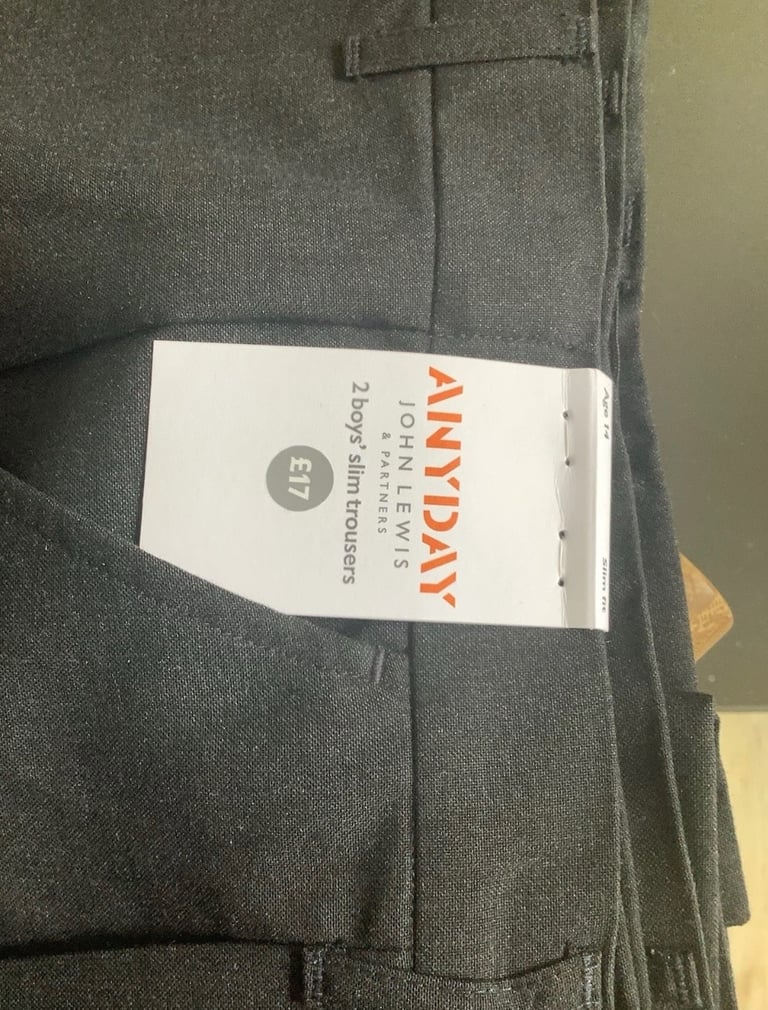 Age 14 Slim fit
ANYDAY
JOHN LEWIS
& PARTNERS
2 boys' slim trousers
£17